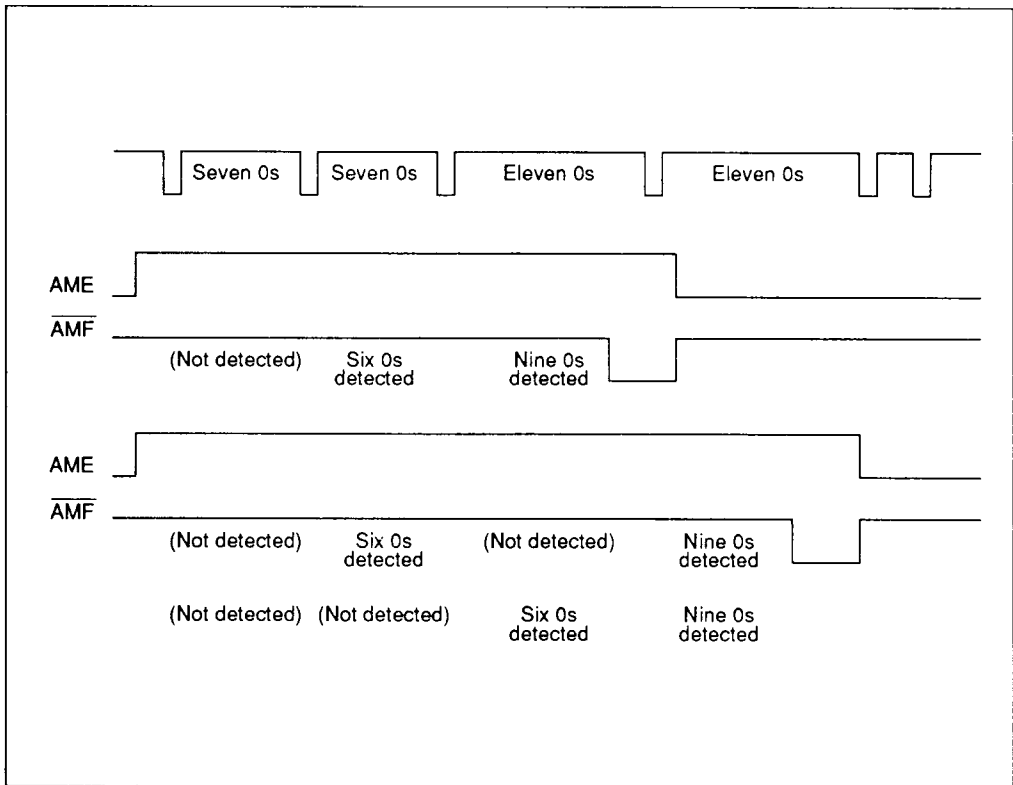 Seven 0s Seven 0s Eleven 0s Eleven 0s
AME
AMF
(Not detected) Six 0s detected Nine 0s detected
AME
AMF
(Not detected) Six 0s detected (Not detected) Nine 0s detected
(Not detected) (Not detected) Six 0s detected Nine 0s detected